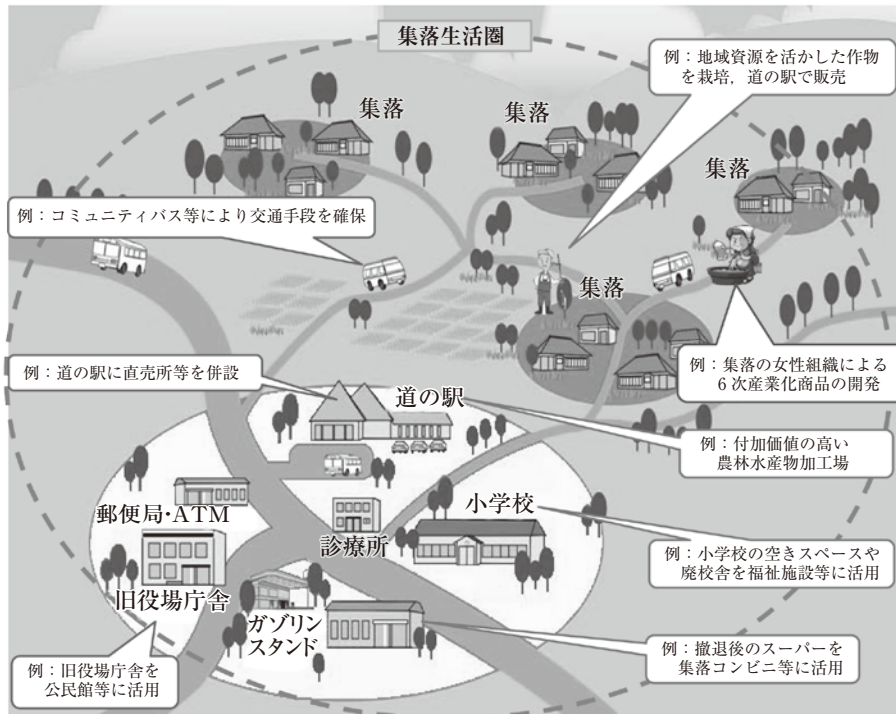 集落生活圏
例：地域資源を活かした作物
を栽培，道の駅で販売
集落
集落
集落
例：コミュニティバス等により交通手段を確保
集落
例：集落の女性組織による
6次産業化商品の開発
例：道の駅に直売所等を併設
道の駅
例：付加価値の高い
農林水産物加工場
郵便局・ATM
小学校
診療所
例：小学校の空きスペースや
廃校舎を福祉施設等に活用
旧役場庁舎
ガソリン
スタンド
例：撤退後のスーパーを
集落コンビニ等に活用
例：旧役場庁舎を
公民館等に活用